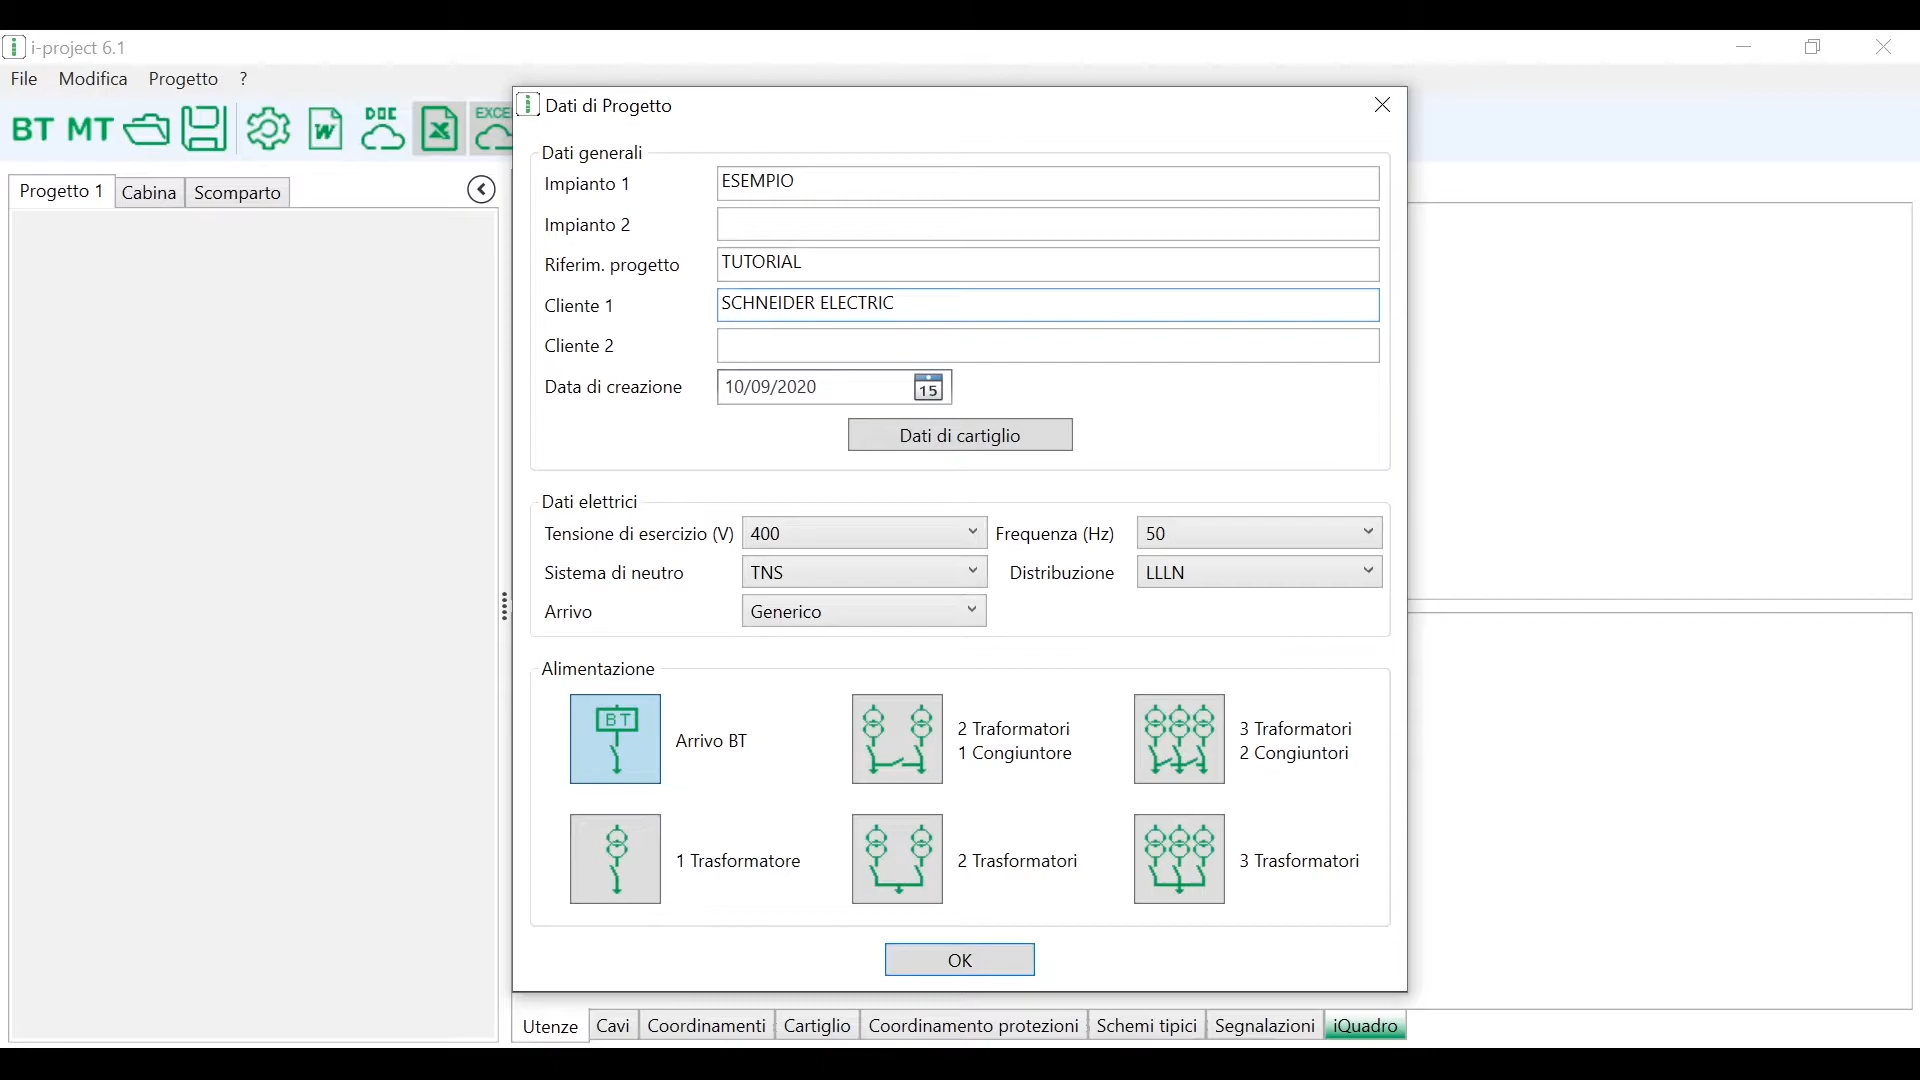 i-project 6.1
File Modifica Progetto ?
BT MT DOC EXCE
Progetto 1 Cabina Scomparto
Dati di Progetto
Dati generali
Impianto 1 ESEMPIO
Impianto 2
Riferim. progetto TUTORIAL
Cliente 1 SCHNEIDER ELECTRIC
Cliente 2
Data di creazione 10/09/2020 15
Dati di cartiglio
Dati elettrici
Tensione di esercizio (V) 400 Frequenza (Hz) 50
Sistema di neutro TNS Distribuzione LLLN
Arrivo Generico
Alimentazione
BT Arrivo BT
2 Traformatori
1 Congiuntore
3 Traformatori
2 Congiuntori
1 Trasformatore
2 Trasformatori
3 Trasformatori
OK
Utenze Cavi Coordinamenti Cartiglio Coordinamento protezioni Schemi tipici Segnalazioni iQuadro